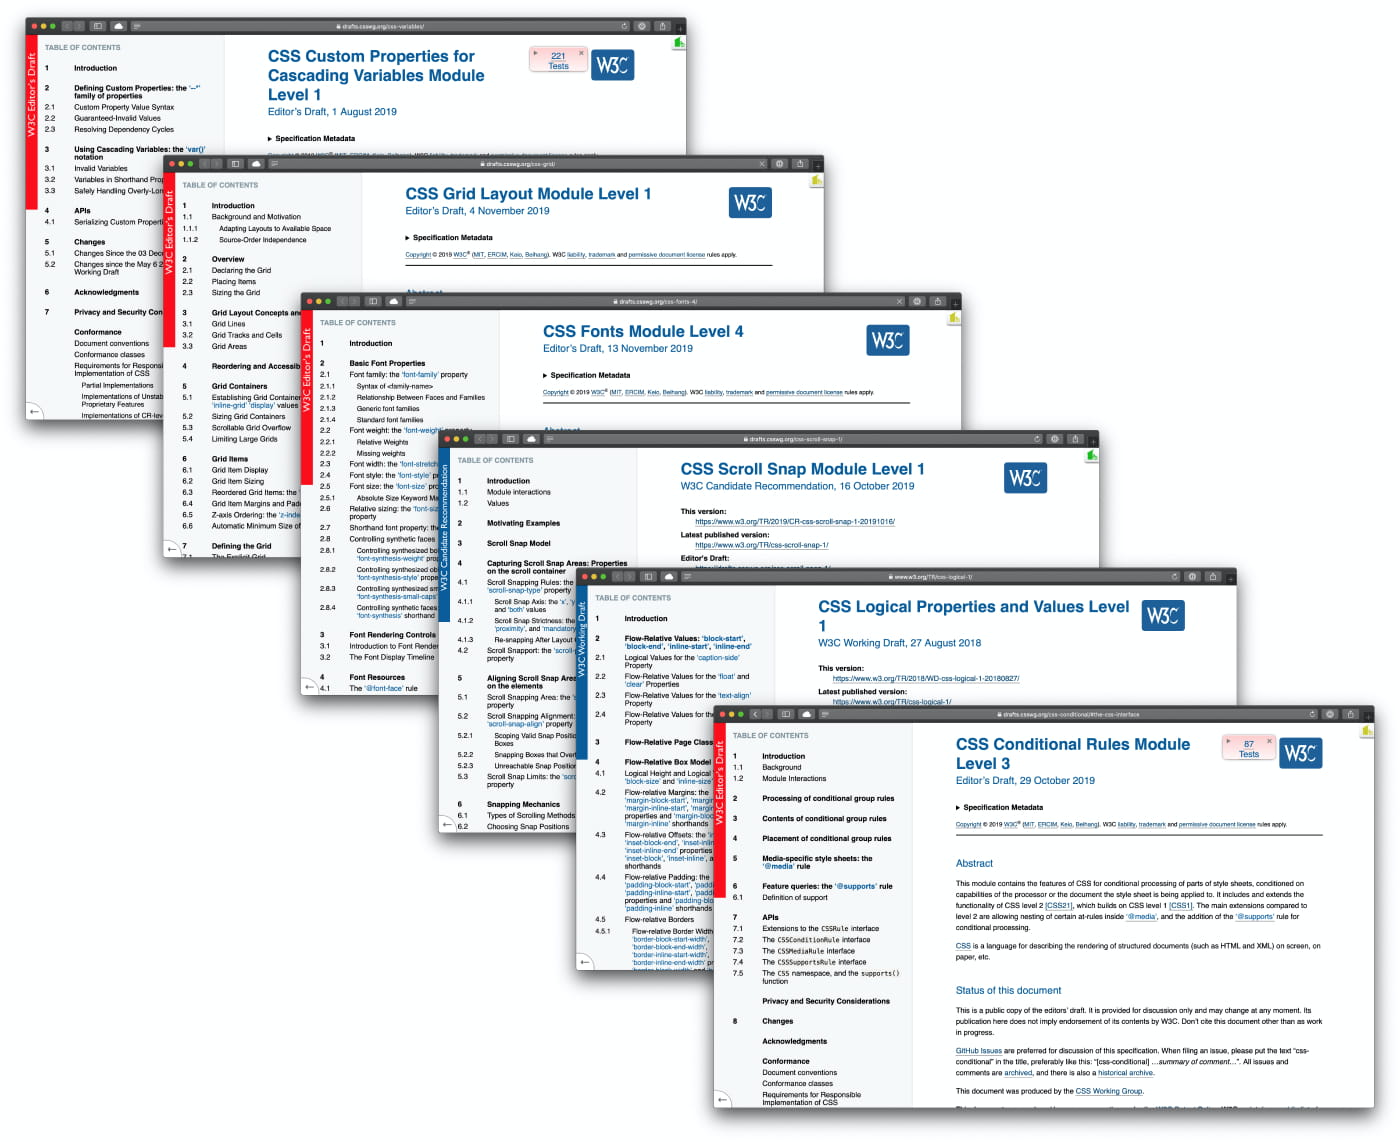 drafts.csswg.org/css-variables/
W3C Editor's Draft
TABLE OF CONTENTS
1 Introduction
2 Defining Custom Properties: the '--*'
family of properties
2.1 Custom Property Value Syntax
2.2 Guaranteed-Invalid Values
2.3 Resolving Dependency Cycles
3 Using Cascading Variables: the 'var()'
notation
3.1 Invalid Variables
3.2 Variables in Shorthand
3.3 Safely Handling
4 APIs
4.1 Serializing Custom
5 Changes
5.1 Changes Since the 03
5.2 Changes since the May 6
Working Draft
6 Acknowledgments
7 Privacy and Security
Conformance
Document conventions
Conformance classes
Requirements for
Implementation of CSS
Partial Implementations
Implementations of
Proprietary Features
Implementations of
CSS Custom Properties for
Cascading Variables Module
Level 1
Editor's Draft, 1 August 2019
221
Tests
W3C
▶ Specification Metadata
drafts.csswg.org/css-grid/
W3C Editor's Draft
TABLE OF CONTENTS
1 Introduction
1.1 Background and Motivation
1.1.1 Adapting Layouts to Available Space
1.1.2 Source-Order Independence
2 Overview
2.1 Declaring the Grid
2.2 Placing Items
2.3 Sizing the Grid
3 Grid Layout Concepts
3.1 Grid Lines
3.2 Grid Tracks and Cells
3.3 Grid Areas
4 Reordering and
5 Grid Containers
5.1 Establishing Grid
'inline-grid' 'display' values
5.2 Sizing Grid Containers
5.3 Scrollable Grid Overflow
5.4 Limiting Large Grids
6 Grid Items
6.1 Grid Item Display
6.2 Grid Item Sizing
6.3 Reordered Grid Items: the
6.4 Grid Item Margins and
6.5 Z-axis Ordering: the
6.6 Automatic Minimum Size of
7 Defining the Grid
7.1 The Explicit Grid
CSS Grid Layout Module Level 1
Editor's Draft, 4 November 2019
W3C
▶ Specification Metadata
Copyright © 2019 W3C® (MIT, ERCIM, Keio, Beihang). W3C liability, trademark and permissive document license rules apply.
drafts.csswg.org/css-fonts-4/
W3C Editor's Draft
TABLE OF CONTENTS
1 Introduction
2 Basic Font Properties
2.1 Font family: the 'font-family' property
2.1.1 Syntax of <family-name>
2.1.2 Relationship Between Faces and Families
2.1.3 Generic font families
2.1.4 Standard font families
2.2 Font weight: the 'font-weight'
2.2.1 Relative Weights
2.2.2 Missing weights
2.3 Font width: the 'font-stretch
2.4 Font style: the 'font-style'
2.5 Font size: the 'font-size'
2.5.1 Absolute Size Keyword
2.6 Relative sizing:
property
2.7 Shorthand font property: the
2.8 Controlling synthetic faces
2.8.1 Controlling synthesized
'font-synthesis-weight'
2.8.2 Controlling synthesized
'font-synthesis-style'
2.8.3 Controlling synthesized
'font-synthesis-small-caps'
2.8.4 Controlling synthetic faces:
'font-synthesis' shorthand
3 Font Rendering Controls
3.1 Introduction to Font
3.2 The Font Display Timeline
4 Font Resources
4.1 The '@font-face' rule
CSS Fonts Module Level 4
Editor's Draft, 13 November 2019
W3C
▶ Specification Metadata
Copyright © 2019 W3C® (MIT, ERCIM, Keio, Beihang). W3C liability, trademark and permissive document license rules apply.
drafts.csswg.org/css-scroll-snap-1/
W3C Candidate Recommendation
TABLE OF CONTENTS
1 Introduction
1.1 Module interactions
1.2 Values
2 Motivating Examples
3 Scroll Snap Model
4 Capturing Scroll Snap Areas: Properties
on the scroll container
4.1 Scroll Snapping Rules: the
'scroll-snap-type' property
4.1.1 Scroll Snap Axis: the 'x',
and 'both' values
4.1.2 Scroll Snap Strictness: the
'proximity', and
4.1.3 Re-snapping After Layout
4.2 Scroll Snapport: the
property
5 Aligning Scroll Snap
on the elements
5.1 Scroll Snapping Area: the
property
5.2 Scroll Snapping Alignment:
'scroll-snap-align' property
5.2.1 Scoping Valid Snap
Boxes
5.2.2 Snapping Boxes that
5.2.3 Unreachable Snap
5.3 Scroll Snap Limits: the
property
6 Snapping Mechanics
6.1 Types of Scrolling Methods
6.2 Choosing Snap Positions
CSS Scroll Snap Module Level 1
W3C Candidate Recommendation, 16 October 2019
W3C
This version:
https://www.w3.org/TR/2019/CR-css-scroll-snap-1-20191016/
Latest published version:
https://www.w3.org/TR/css-scroll-snap-1/
Editor's Draft:
www.w3.org/TR/css-logical-1/
W3C Working Draft
TABLE OF CONTENTS
1 Introduction
2 Flow-Relative Values: 'block-start',
'block-end', 'inline-start', 'inline-end'
2.1 Logical Values for the 'caption-side'
Property
2.2 Flow-Relative Values for the 'float' and
'clear' Properties
2.3 Flow-Relative Values for the 'text-align'
Property
2.4 Flow-Relative Values for the
Property
3 Flow-Relative Page
4 Flow-Relative Box Model
4.1 Logical Height and Logical
'block-size' and
4.2 Flow-relative Margins: the
'margin-block-start',
'margin-inline-start',
properties and
'margin-inline' shorthands
4.3 Flow-relative Offsets: the
'inset-block-end',
'inset-inline-end' properties
'inset-block', 'inset-inline',
shorthands
4.4 Flow-relative Padding: the
'padding-block-start',
'padding-inline-start',
properties and
'padding-inline' shorthands
4.5 Flow-relative Borders
4.5.1 Flow-relative Border
'border-block-start-width',
'border-block-end-width',
'border-inline-start-width',
'border-inline-end-width'
CSS Logical Properties and Values Level
1
W3C Working Draft, 27 August 2018
W3C
This version:
https://www.w3.org/TR/2018/WD-css-logical-1-20180827/
Latest published version:
https://www.w3.org/TR/css-logical-1/
drafts.csswg.org/css-conditional/#the-css-interface
W3C Editor's Draft
TABLE OF CONTENTS
1 Introduction
1.1 Background
1.2 Module Interactions
2 Processing of conditional group rules
3 Contents of conditional group rules
4 Placement of conditional group rules
5 Media-specific style sheets: the
'@media' rule
6 Feature queries: the '@supports' rule
6.1 Definition of support
7 APIs
7.1 Extensions to the CSSRule interface
7.2 The CSSConditionRule interface
7.3 The CSSMediaRule interface
7.4 The CSSSupportsRule interface
7.5 The CSS namespace, and the supports()
function
Privacy and Security Considerations
8 Changes
Acknowledgments
Conformance
Document conventions
Conformance classes
Requirements for Responsible
Implementation of CSS
CSS Conditional Rules Module
Level 3
Editor's Draft, 29 October 2019
87
Tests
W3C
▶ Specification Metadata
Copyright © 2019 W3C® (MIT, ERCIM, Keio, Beihang). W3C liability, trademark and permissive document license rules apply.
Abstract
This module contains the features of CSS for conditional processing of parts of style sheets, conditioned on
capabilities of the processor or the document the style sheet is being applied to. It includes and extends the
functionality of CSS level 2 [CSS21], which builds on CSS level 1 [CSS1]. The main extensions compared to
level 2 are allowing nesting of certain at-rules inside '@media', and the addition of the '@supports' rule for
conditional processing.
CSS is a language for describing the rendering of structured documents (such as HTML and XML) on screen, on
paper, etc.
Status of this document
This is a public copy of the editors' draft. It is provided for discussion only and may change at any moment. Its
publication here does not imply endorsement of its contents by W3C. Don't cite this document other than as work
in progress.
GitHub Issues are preferred for discussion of this specification. When filing an issue, please put the text "css-
conditional" in the title, preferably like this: "[css-conditional] …summary of comment…". All issues and
comments are archived, and there is also a historical archive.
This document was produced by the CSS Working Group.